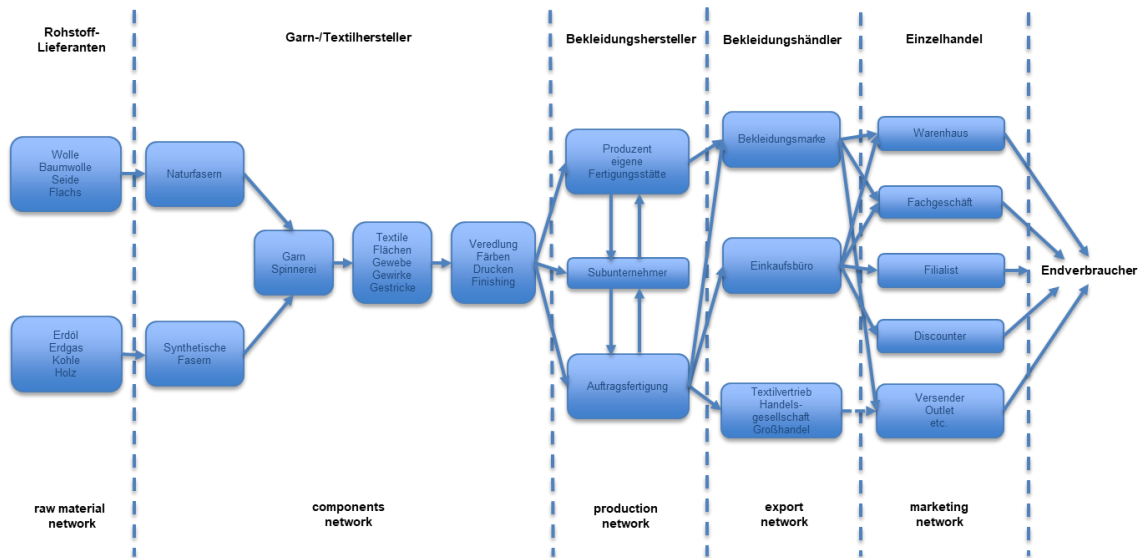 Rohstoff-
Lieferanten
Garn-/Textilhersteller
Bekleidungshersteller
Bekleidungshändler
Einzelhandel
Wolle
Baumwolle
Seide
Flachs
Naturfasern
Garn
Spinnerei
Textile
Flächen
Gewebe
Gewirke
Gestricke
Veredlung
Färben
Drucken
Finishing
Erdöl
Erdgas
Kohle
Holz
Synthetische
Fasern
Produzent
eigene
Fertigungsstätte
Subunternehmer
Auftragsfertigung
Bekleidungsmarke
Einkaufsbüro
Textilvertrieb
Handels-
gesellschaft
Großhandel
Warenhaus
Fachgeschäft
Filialist
Discounter
Versender
Outlet
etc.
Endverbraucher
raw material
network
components
network
production
network
export
network
marketing
network